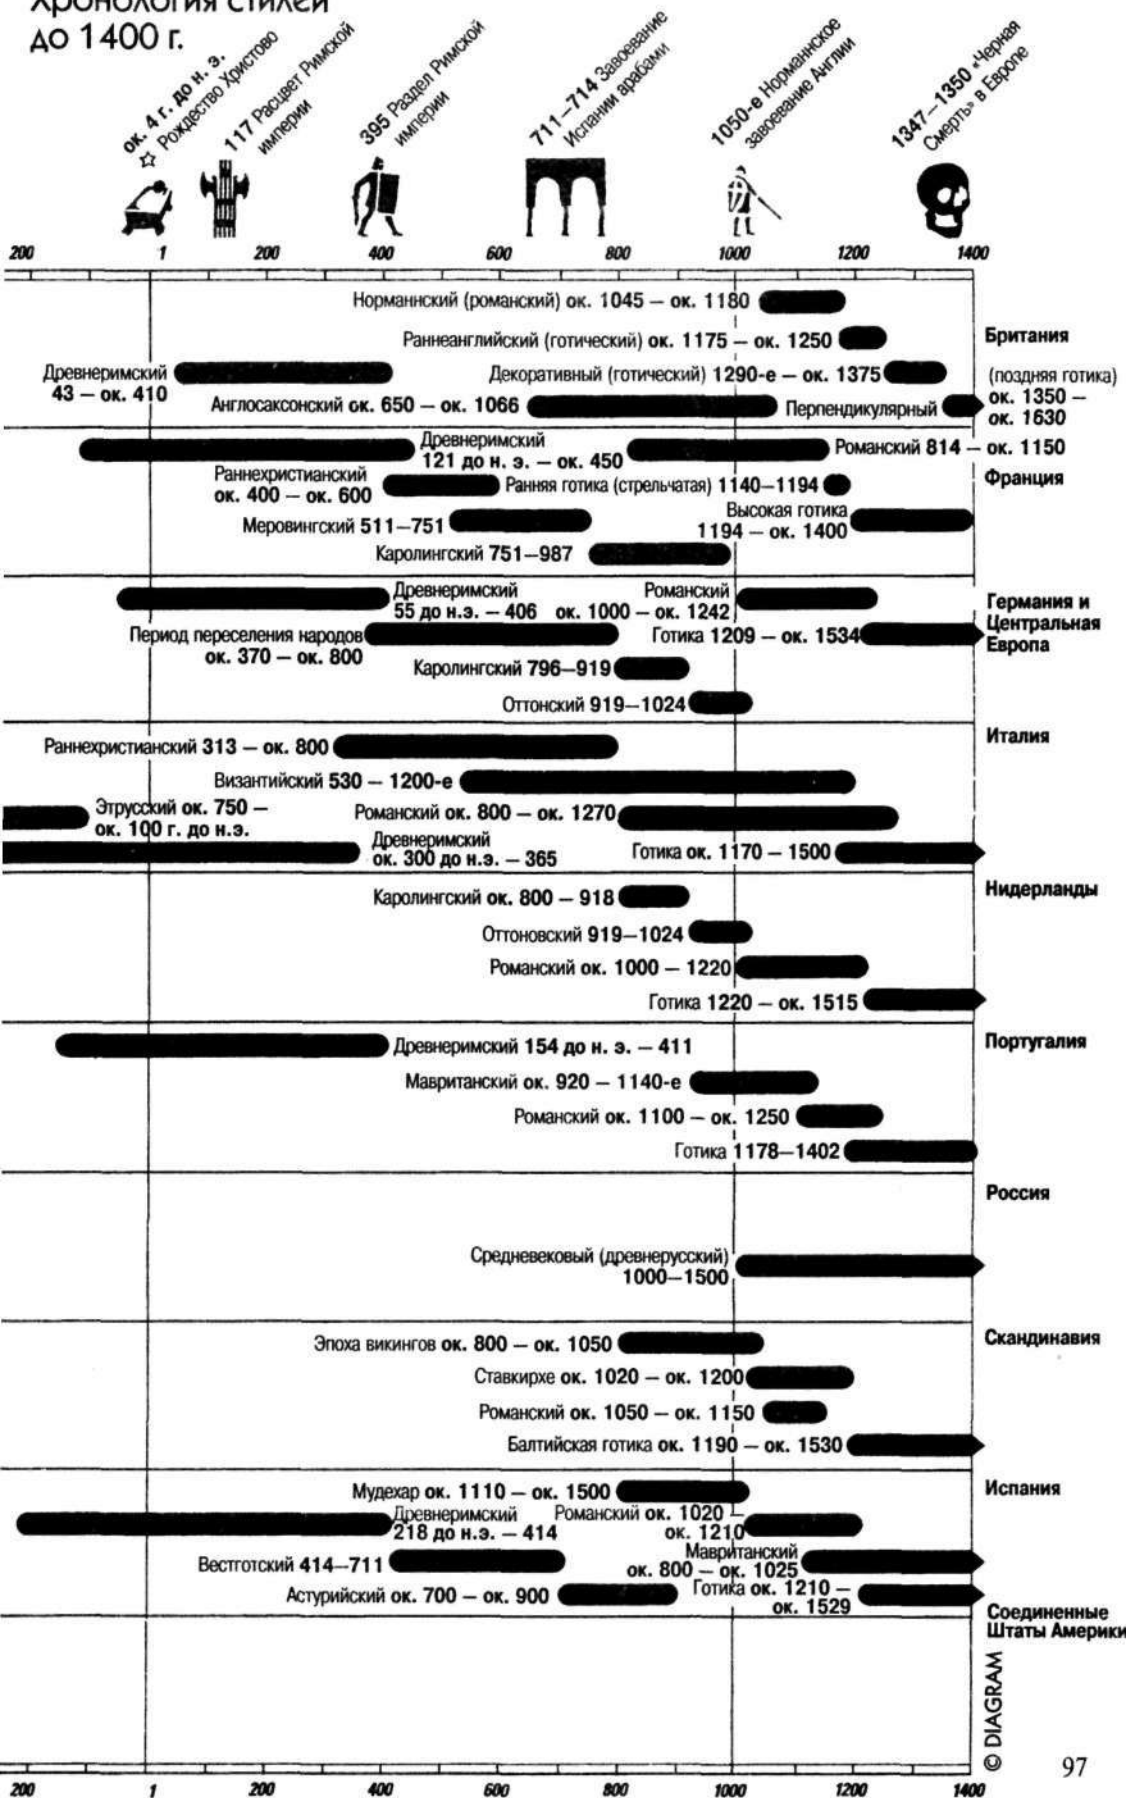 Хронология стилей
до 1400 г.
ок. 4 г. до н. э.
Рождество Христово
117 Расцвет Римской
империи
395 Раздел Римской
империи
711–714 Завоевание
Испании арабами
1050-е Норманнское
завоевание Англии
1347–1350 «Черная
Смерть» в Европе
200 1 200 400 600 800 1000 1200 1400
Норманнский (романский) ок. 1045 – ок. 1180
Британия
Раннеанглийский (готический) ок. 1175 – ок. 1250
Древнеримский
43 – ок. 410
Декоративный (готический) 1290-е – ок. 1375
(поздняя готика)
ок. 1350 –
ок. 1630
Англосаксонский ок. 650 – ок. 1066
Перпендикулярный
Древнеримский
121 до н. э. – ок. 450
Романский 814 – ок. 1150
Франция
Раннехристианский
ок. 400 – ок. 600
Ранняя готика (стрельчатая) 1140–1194
Меровингский 511–751
Высокая готика
1194 – ок. 1400
Каролингский 751–987
Древнеримский
55 до н.э. – 406
Романский
ок. 1000 – ок. 1242
Германия и
Центральная
Европа
Период переселения народов
ок. 370 – ок. 800
Готика 1209 – ок. 1534
Каролингский 796–919
Оттонский 919–1024
Италия
Раннехристианский 313 – ок. 800
Византийский 530 – 1200-е
Этрусский ок. 750 –
ок. 100 г. до н.э.
Романский ок. 800 – ок. 1270
Древнеримский
ок. 300 до н.э. – 365
Готика ок. 1170 – 1500
Нидерланды
Каролингский ок. 800 – 918
Оттоновский 919–1024
Романский ок. 1000 – 1220
Готика 1220 – ок. 1515
Португалия
Древнеримский 154 до н. э. – 411
Мавританский ок. 920 – 1140-е
Романский ок. 1100 – ок. 1250
Готика 1178–1402
Россия
Средневековый (древнерусский)
1000–1500
Скандинавия
Эпоха викингов ок. 800 – ок. 1050
Ставкирхе ок. 1020 – ок. 1200
Романский ок. 1050 – ок. 1150
Балтийская готика ок. 1190 – ок. 1530
Испания
Мудехар ок. 1110 – ок. 1500
Древнеримский
218 до н.э. – 414
Романский ок. 1020 –
ок. 1210
Вестготский 414–711
Мавританский
ок. 800 – ок. 1025
Астурийский ок. 700 – ок. 900
Готика ок. 1210 –
ок. 1529
Соединенные
Штаты Америки
© DIAGRAM
97
200 1 200 400 600 800 1000 1200 1400